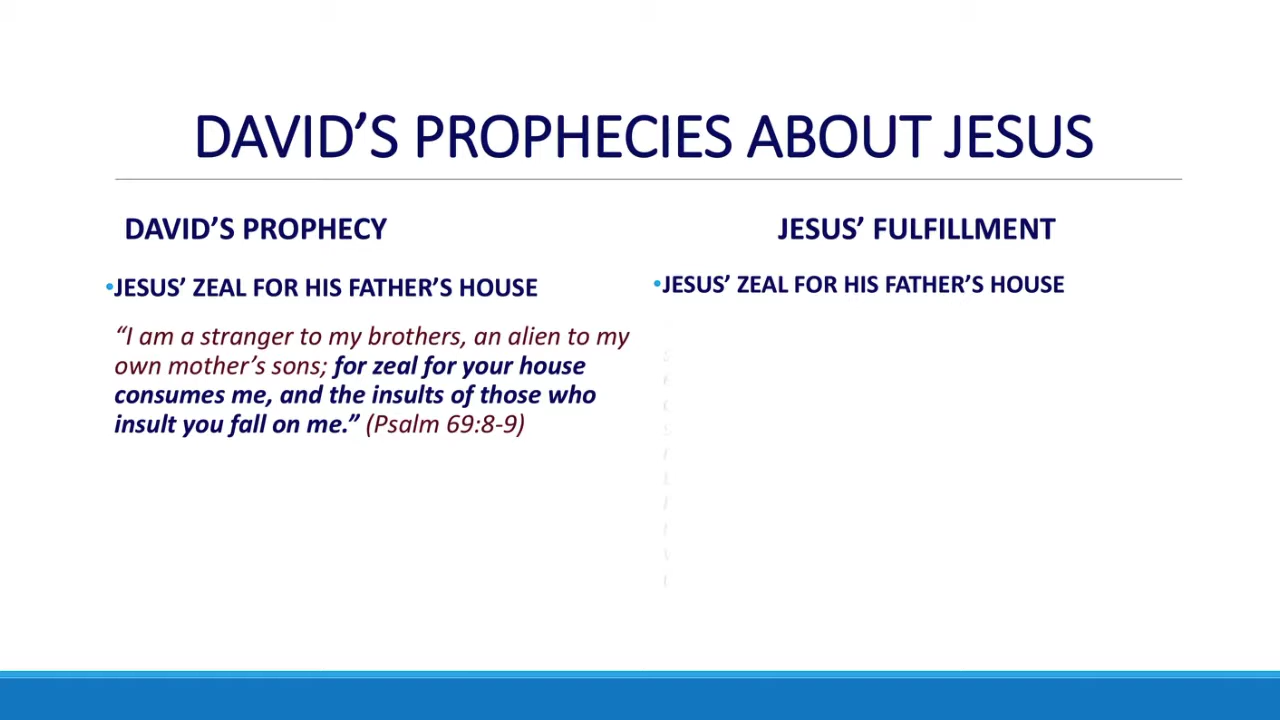 DAVID’S PROPHECIES ABOUT JESUS
DAVID’S PROPHECY
•JESUS’ ZEAL FOR HIS FATHER’S HOUSE
“I am a stranger to my brothers, an alien to my
own mother’s sons; for zeal for your house
consumes me, and the insults of those who
insult you fall on me.” (Psalm 69:8-9)
JESUS’ FULFILLMENT
•JESUS’ ZEAL FOR HIS FATHER’S HOUSE